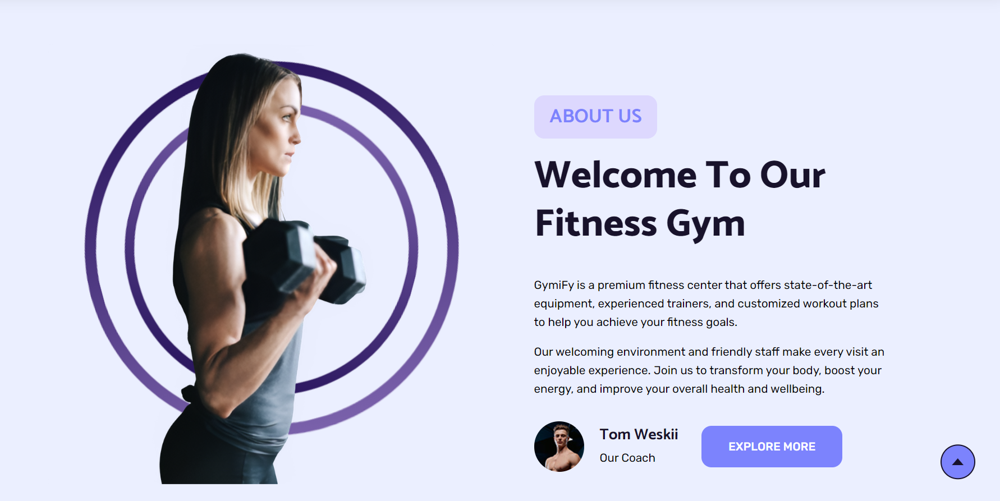 ABOUT US
Welcome To Our
Fitness Gym
GymiFy is a premium fitness center that offers state-of-the-art
equipment, experienced trainers, and customized workout plans
to help you achieve your fitness goals.
Our welcoming environment and friendly staff make every visit an
enjoyable experience. Join us to transform your body, boost your
energy, and improve your overall health and wellbeing.
Tom Weskii
Our Coach
EXPLORE MORE